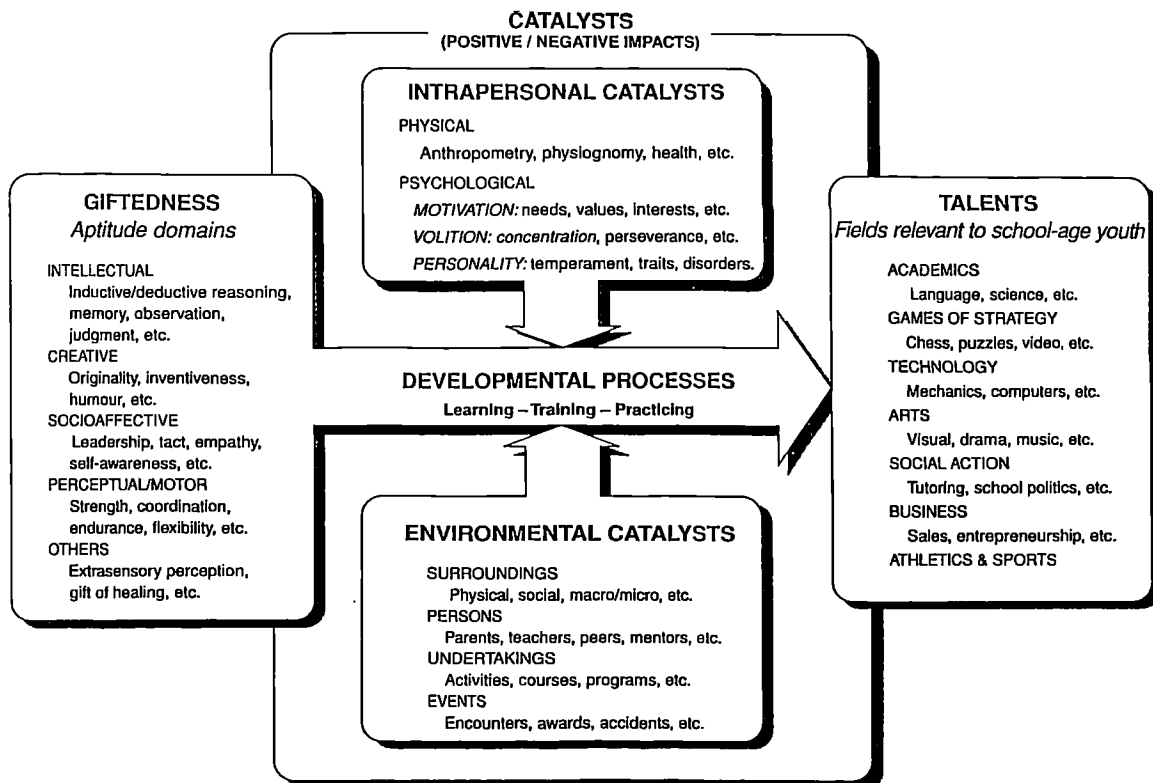 CATALYSTS
(POSITIVE / NEGATIVE IMPACTS)
INTRAPERSONAL CATALYSTS
PHYSICAL
Anthropometry, physiognomy, health, etc.
PSYCHOLOGICAL
MOTIVATION: needs, values, interests, etc.
VOLITION: concentration, perseverance, etc.
PERSONALITY: temperament, traits, disorders.
GIFTEDNESS
Aptitude domains
INTELLECTUAL
Inductive/deductive reasoning,
memory, observation,
judgment, etc.
CREATIVE
Originality, inventiveness,
humour, etc.
SOCIOAFFECTIVE
Leadership, tact, empathy,
self-awareness, etc.
PERCEPTUAL/MOTOR
Strength, coordination,
endurance, flexibility, etc.
OTHERS
Extrasensory perception,
gift of healing, etc.
DEVELOPMENTAL PROCESSES
Learning – Training – Practicing
ENVIRONMENTAL CATALYSTS
SURROUNDINGS
Physical, social, macro/micro, etc.
PERSONS
Parents, teachers, peers, mentors, etc.
UNDERTAKINGS
Activities, courses, programs, etc.
EVENTS
Encounters, awards, accidents, etc.
TALENTS
Fields relevant to school-age youth
ACADEMICS
Language, science, etc.
GAMES OF STRATEGY
Chess, puzzles, video, etc.
TECHNOLOGY
Mechanics, computers, etc.
ARTS
Visual, drama, music, etc.
SOCIAL ACTION
Tutoring, school politics, etc.
BUSINESS
Sales, entrepreneurship, etc.
ATHLETICS & SPORTS